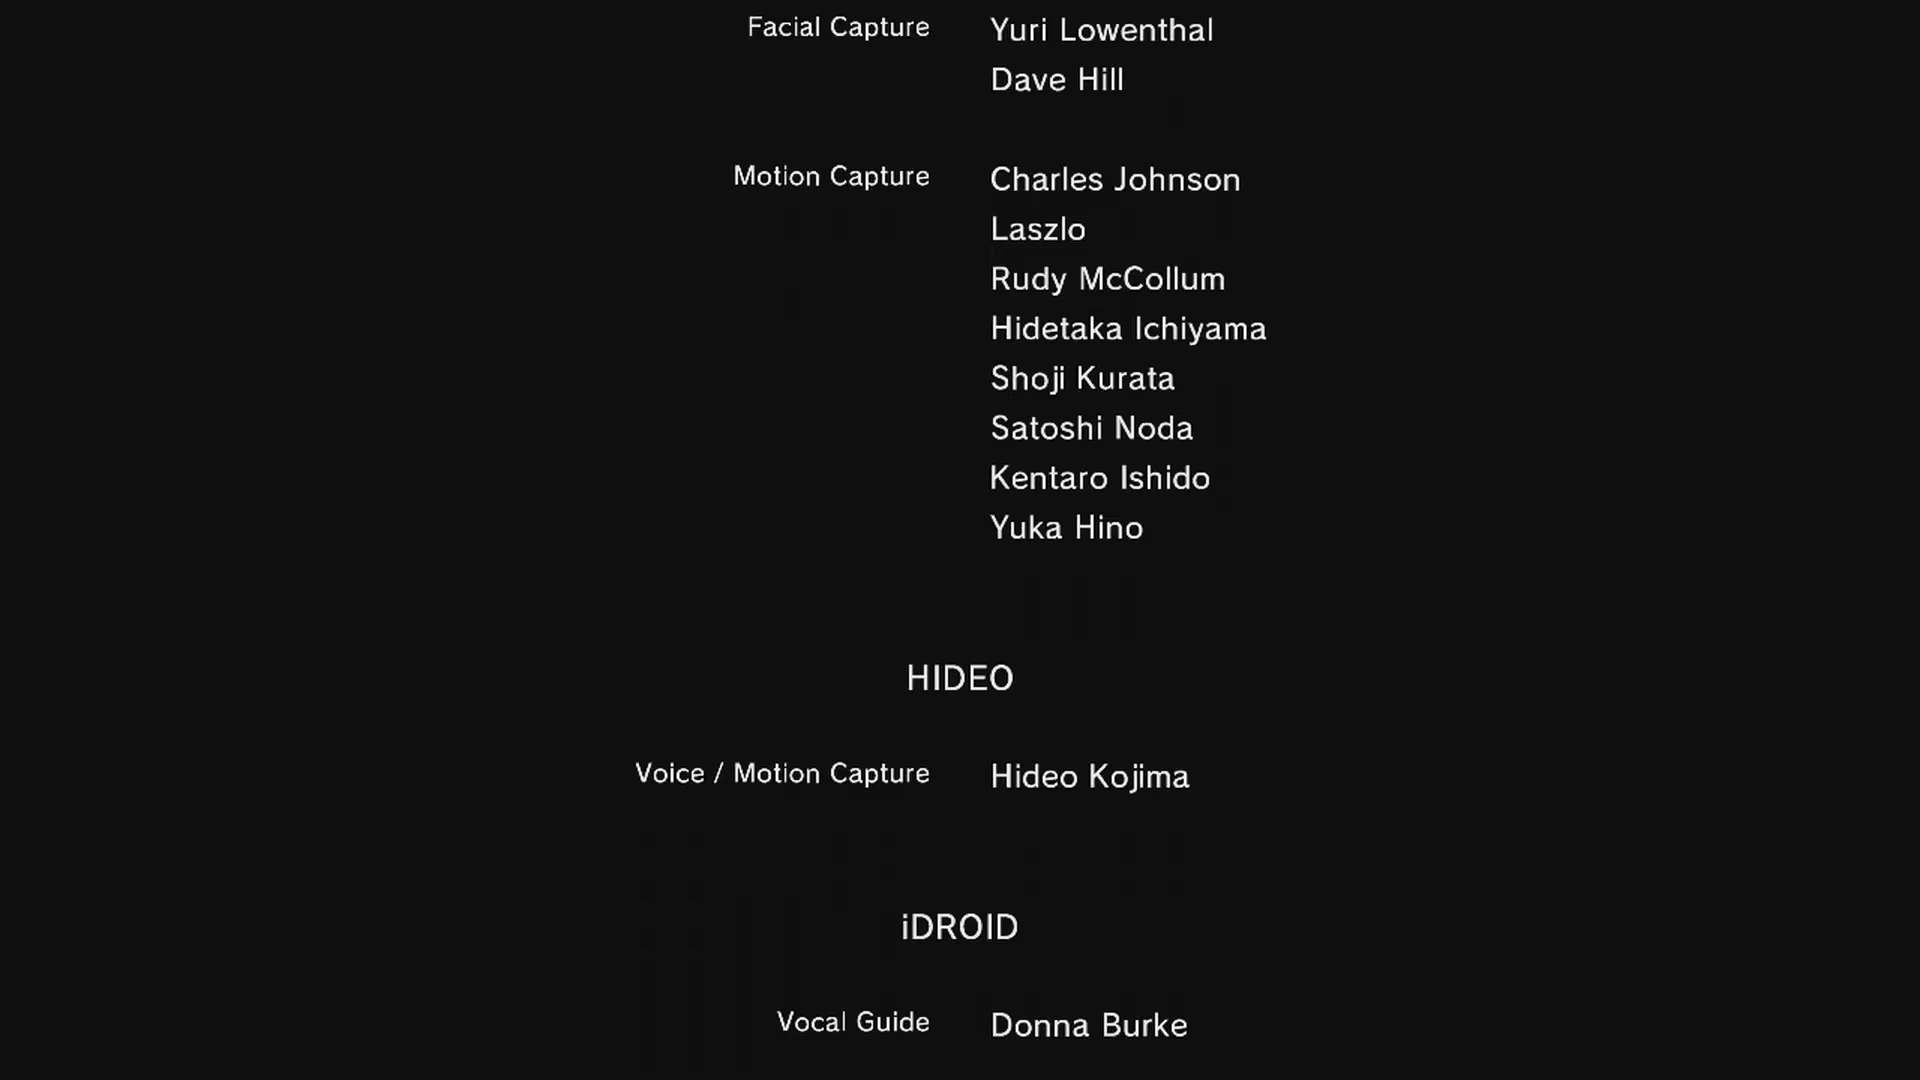 Facial Capture Yuri Lowenthal
Dave Hill
Motion Capture Charles Johnson
Laszlo
Rudy McCollum
Hidetaka Ichiyama
Shoji Kurata
Satoshi Noda
Kentaro Ishido
Yuka Hino
HIDEO
Voice / Motion Capture Hideo Kojima
iDROID
Vocal Guide Donna Burke